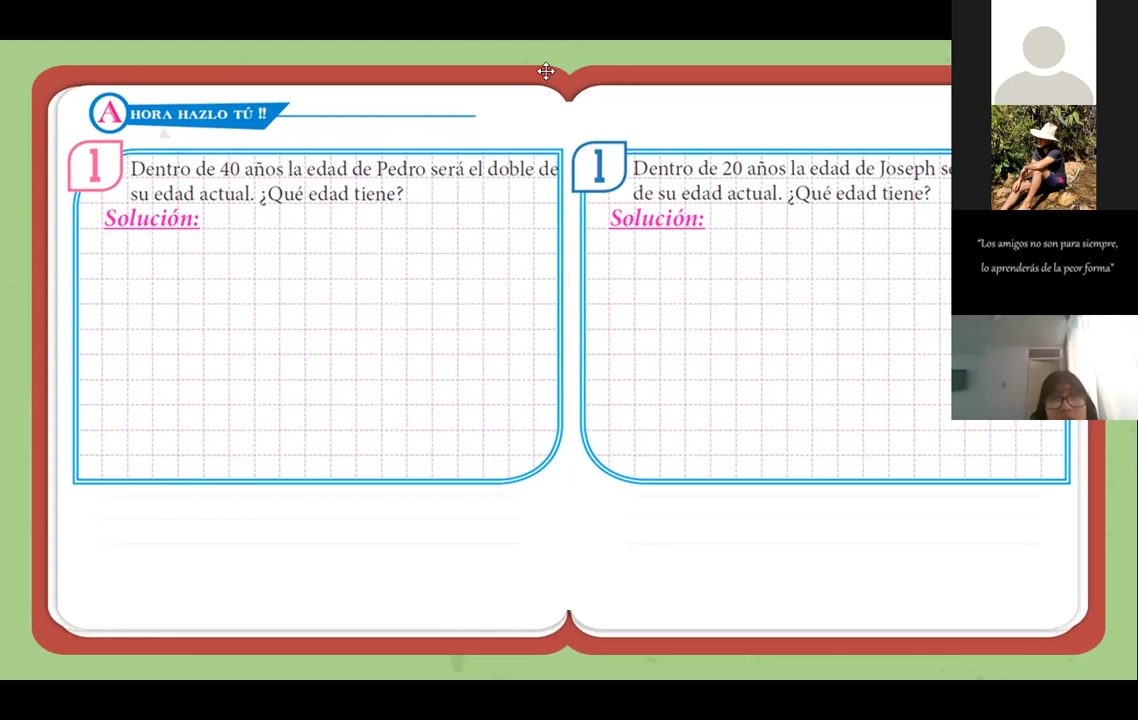 AHORA HAZLO TÚ !!
1
Dentro de 40 años la edad de Pedro será el doble de
su edad actual. ¿Qué edad tiene?
Solución:
1
Dentro de 20 años la edad de Joseph
de su edad actual. ¿Qué edad tiene?
Solución:
"Los amigos no son para siempre,
lo aprenderás de la peor forma"